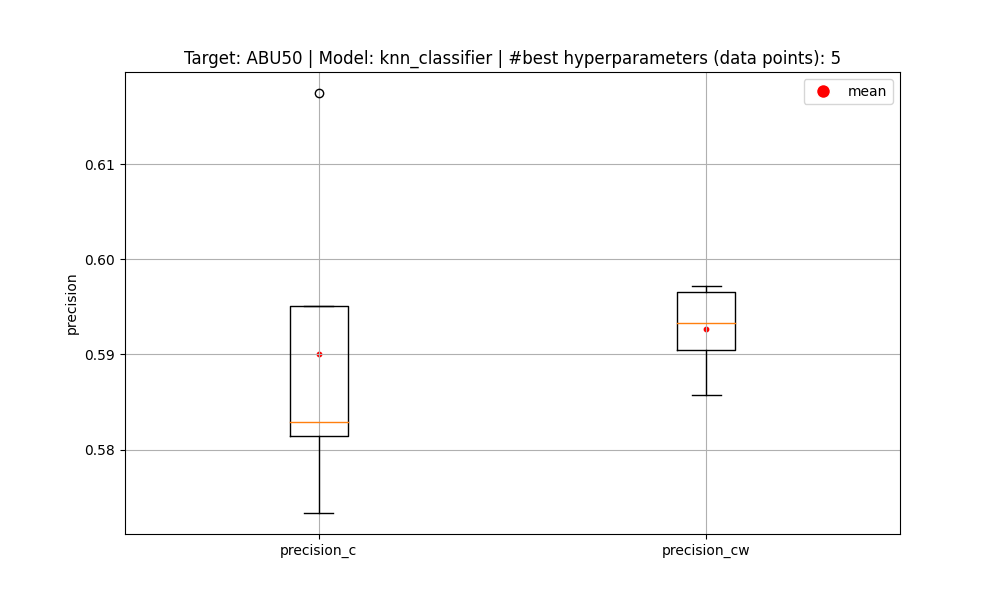 Target: ABU50 | Model: knn_classifier | #best hyperparameters (data points): 5
mean
0.61
0.60
0.59
0.58
precision
precision_c
precision_cw